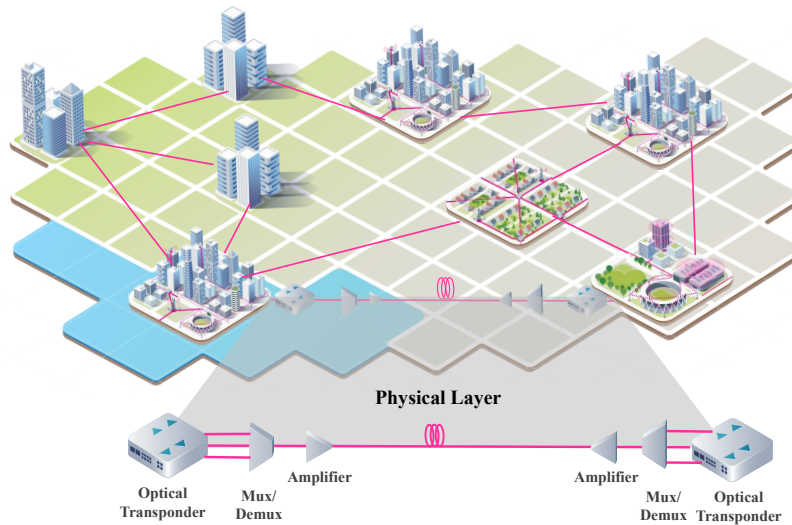 Physical Layer
Amplifier
Amplifier
Optical
Transponder
Mux/
Demux
Mux/
Demux
Optical
Transponder